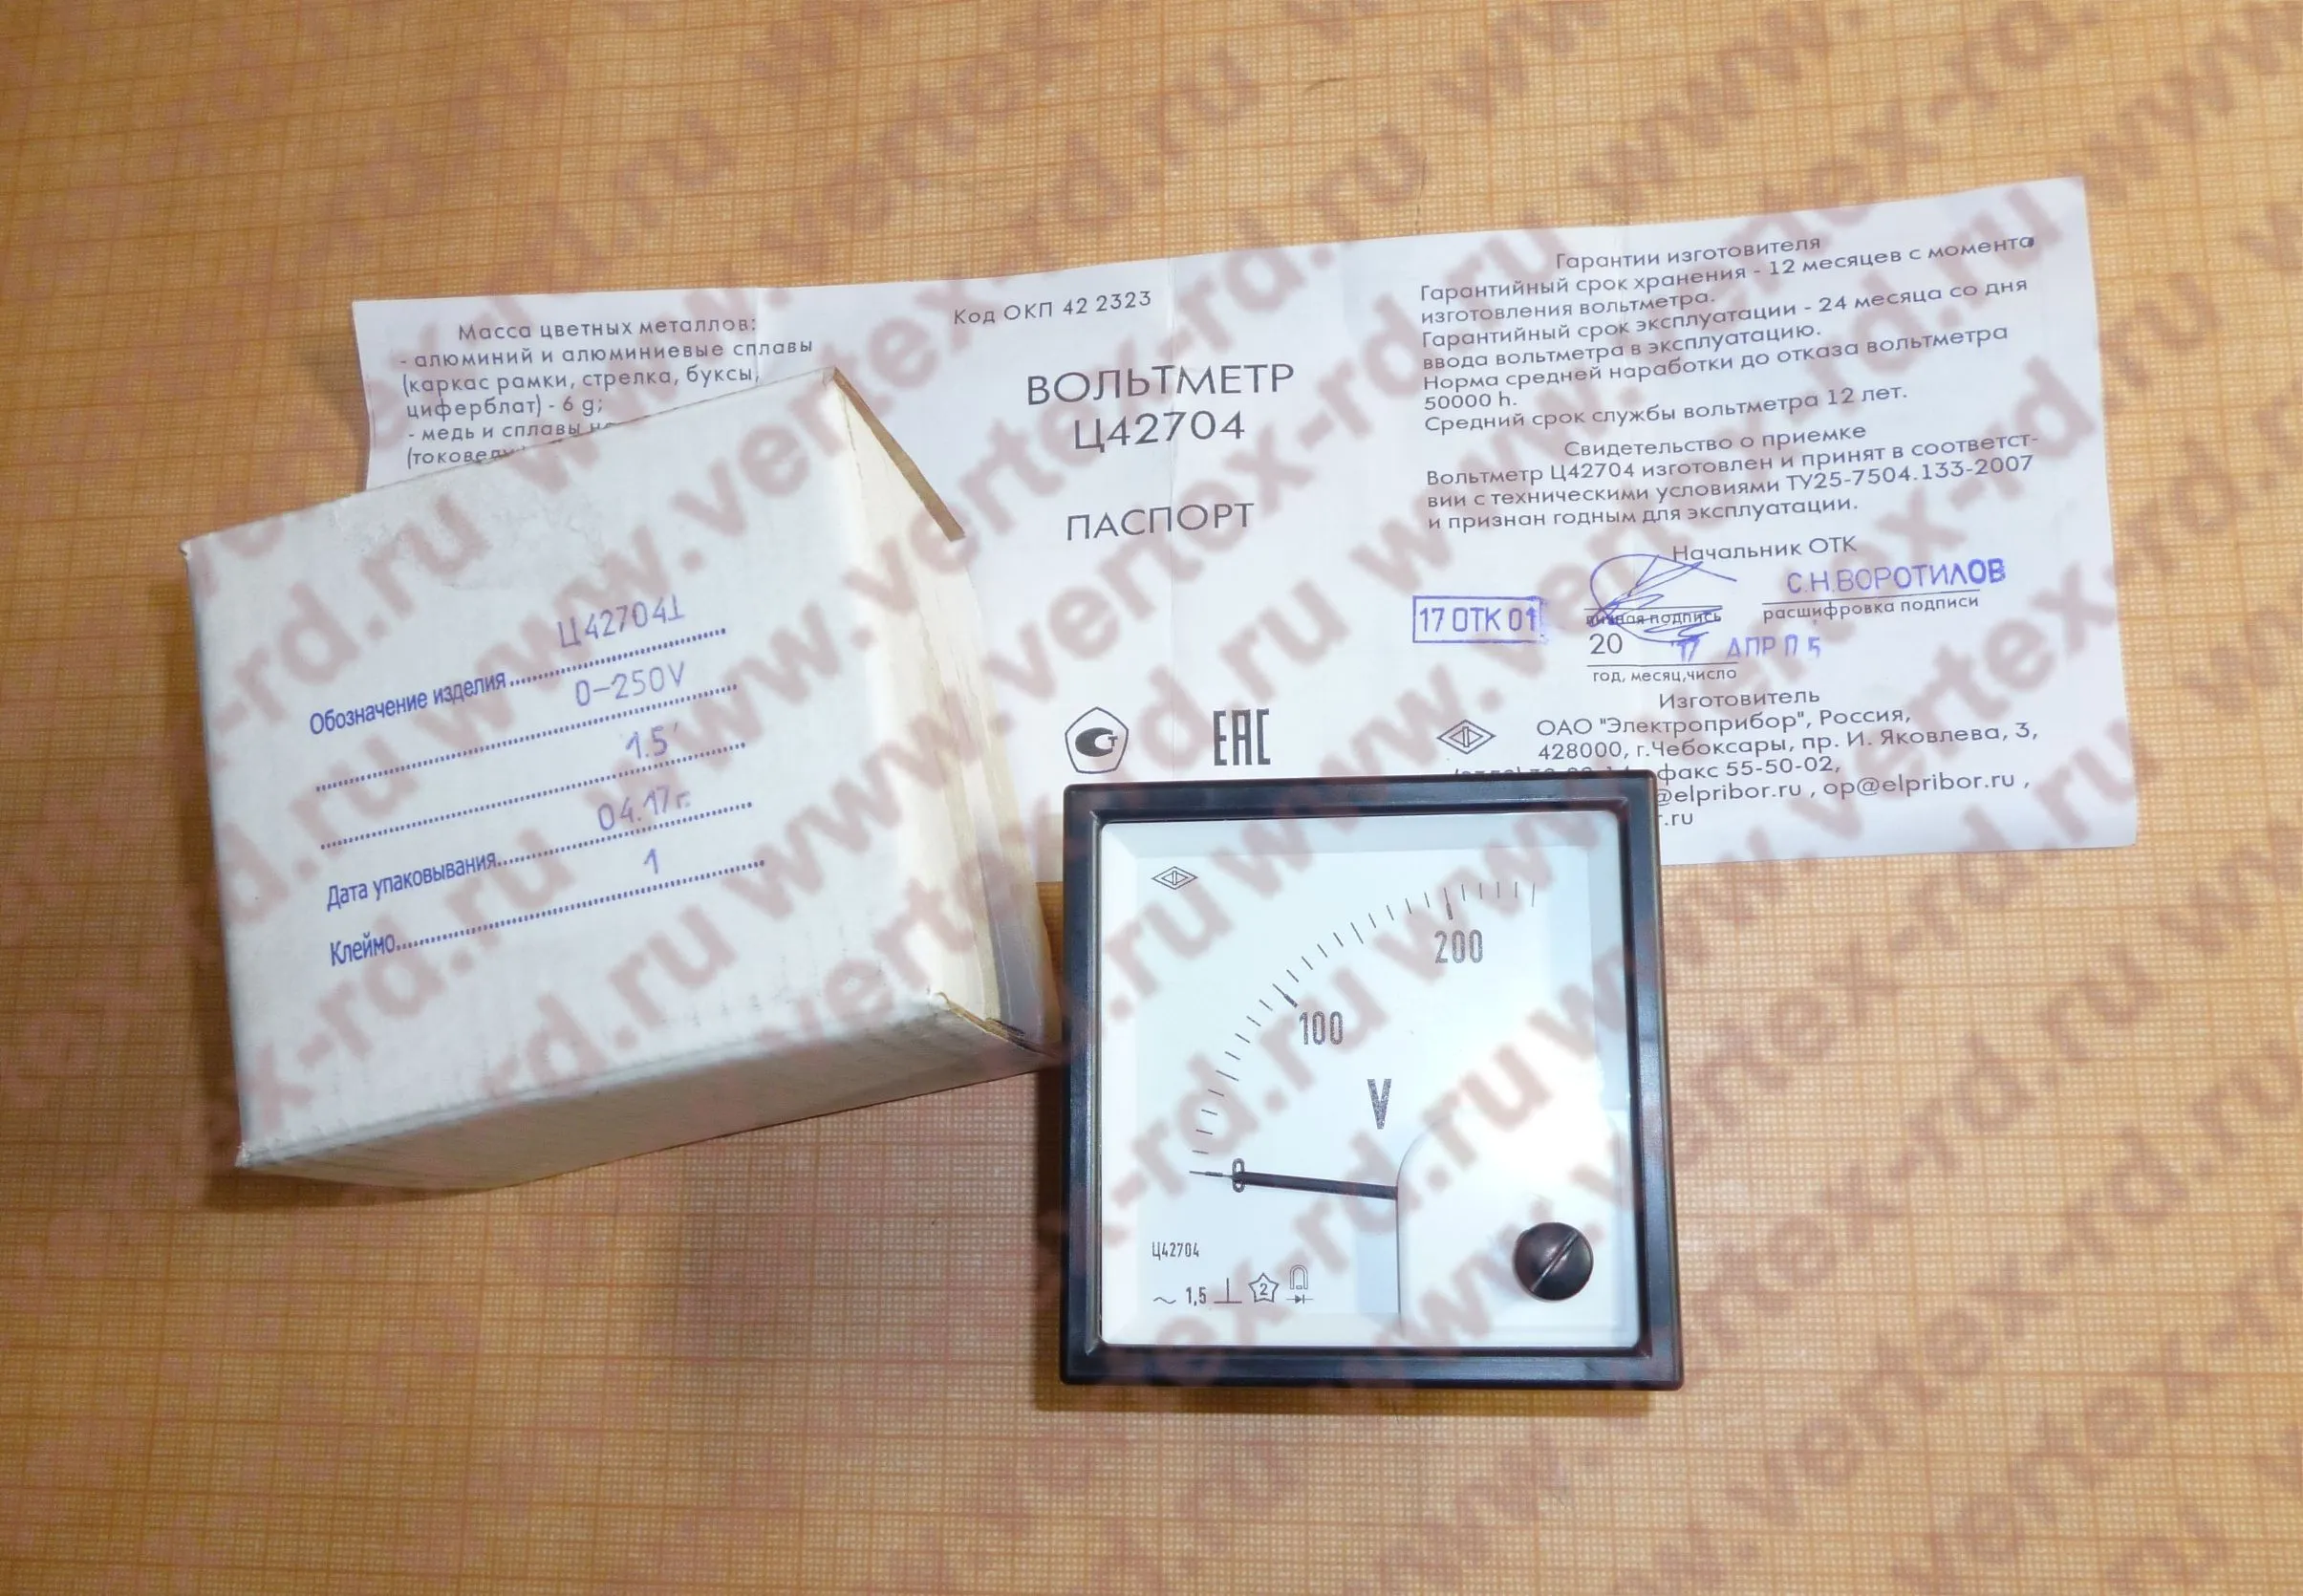 Масса цветных металлов:
- алюминий и алюминиевые сплавы
(каркас рамки, стрелка, буксы,
циферблат) - 6 g;
- медь и сплавы
Код ОКП 42 2323
ВОЛЬТМЕТР
Ц42704
ПАСПОРТ
ЕАС
Гарантии изготовителя
Гарантийный срок хранения - 12 месяцев с момента
изготовления вольтметра.
Гарантийный срок эксплуатации - 24 месяца со дня
ввода вольтметра в эксплуатацию.
Норма средней наработки до отказа вольтметра
50000 h.
Средний срок службы вольтметра 12 лет.
Свидетельство о приемке
Вольтметр Ц42704 изготовлен и принят в соответст-
вии с техническими условиями ТУ25-7504.133-2007
и признан годным для эксплуатации.
Начальник ОТК
17 ОТК 01
С.Н.ВОРОТИЛОВ
личная подпись
расшифровка подписи
20 17 АПР 05
год, месяц,число
Изготовитель
ОАО "Электроприбор", Россия,
428000, г.Чебоксары, пр. И. Яковлева, 3,
факс 55-50-02,
@elpribor.ru , op@elpribor.ru ,
r.ru
Обозначение изделия Ц42704
0-250V
1.5
Дата упаковывания 04.17г.
Клеймо 1
0
100
200
V
Ц42704
~ 1,5 ⊥ 2
www.vertex-rd.ru